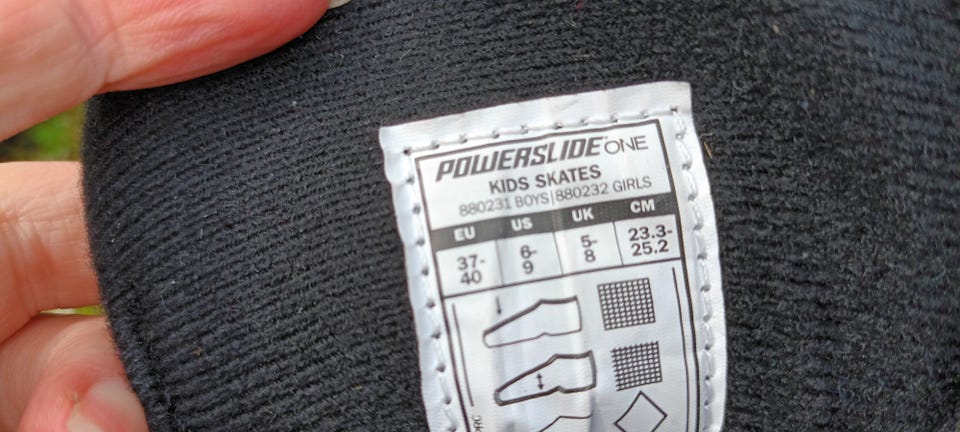 POWERSLIDE ONE
KIDS SKATES
880231 BOYS|880232 GIRLS
EU US UK CM
37-40 6-9 5-8 23.3-25.2